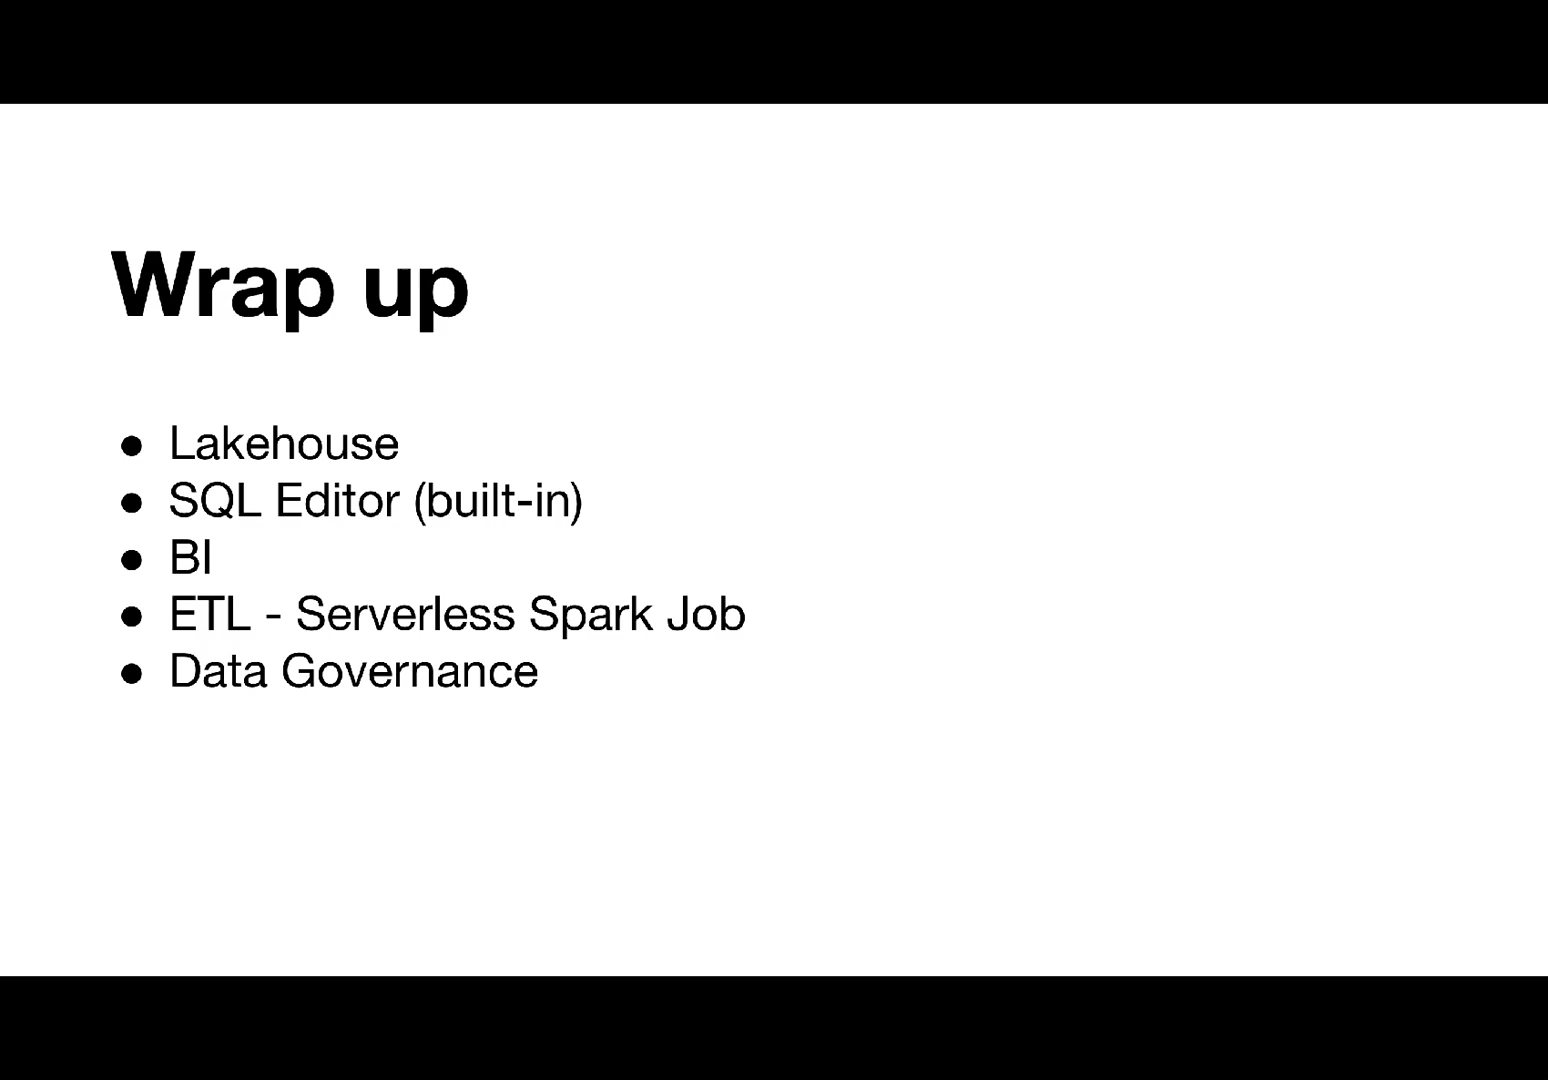 Wrap up
● Lakehouse
● SQL Editor (built-in)
● BI
● ETL - Serverless Spark Job
● Data Governance